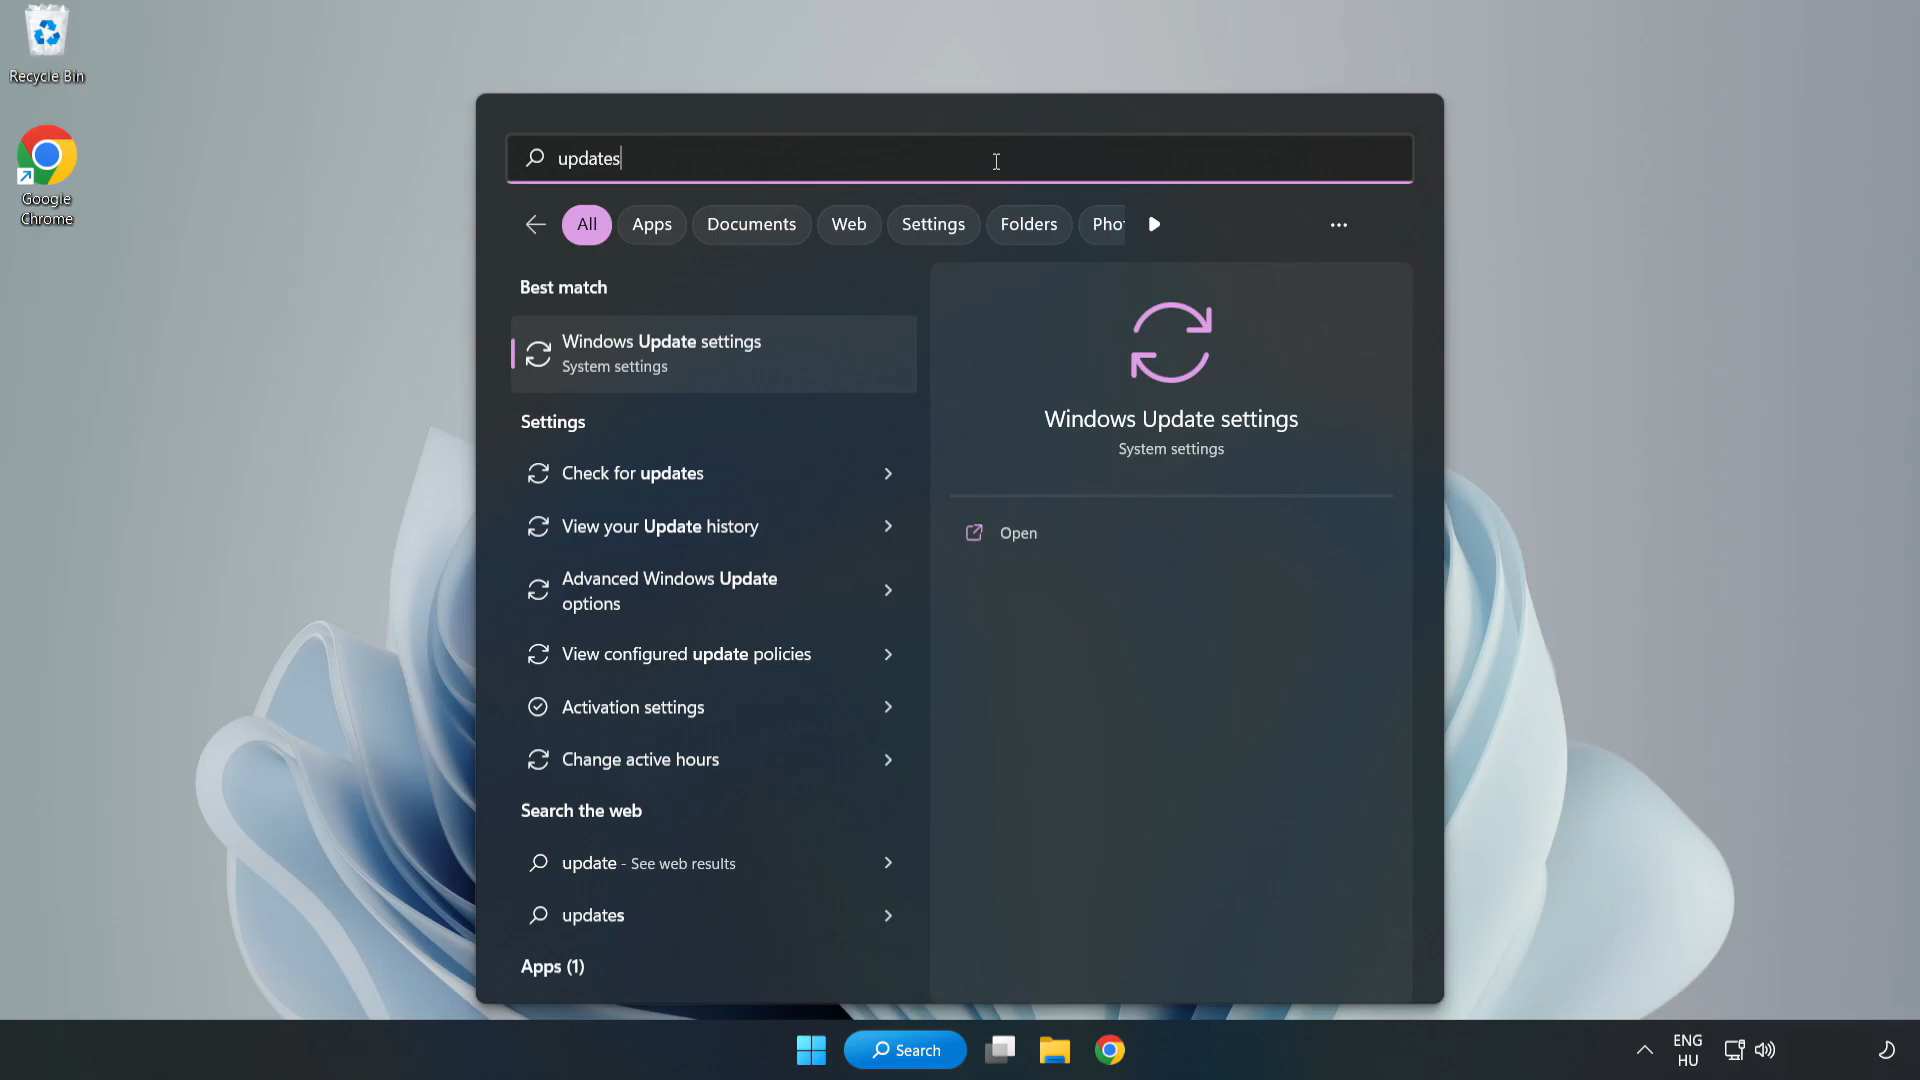 Recycle Bin
Google
Chrome
updates
All
Apps
Documents
Web
Settings
Folders
Phot
Best match
Windows Update settings
System settings
Settings
Check for updates
View your Update history
Advanced Windows Update
options
View configured update policies
Activation settings
Change active hours
Search the web
update - See web results
updates
Apps (1)
Windows Update settings
System settings
Open
Search
ENG
HU